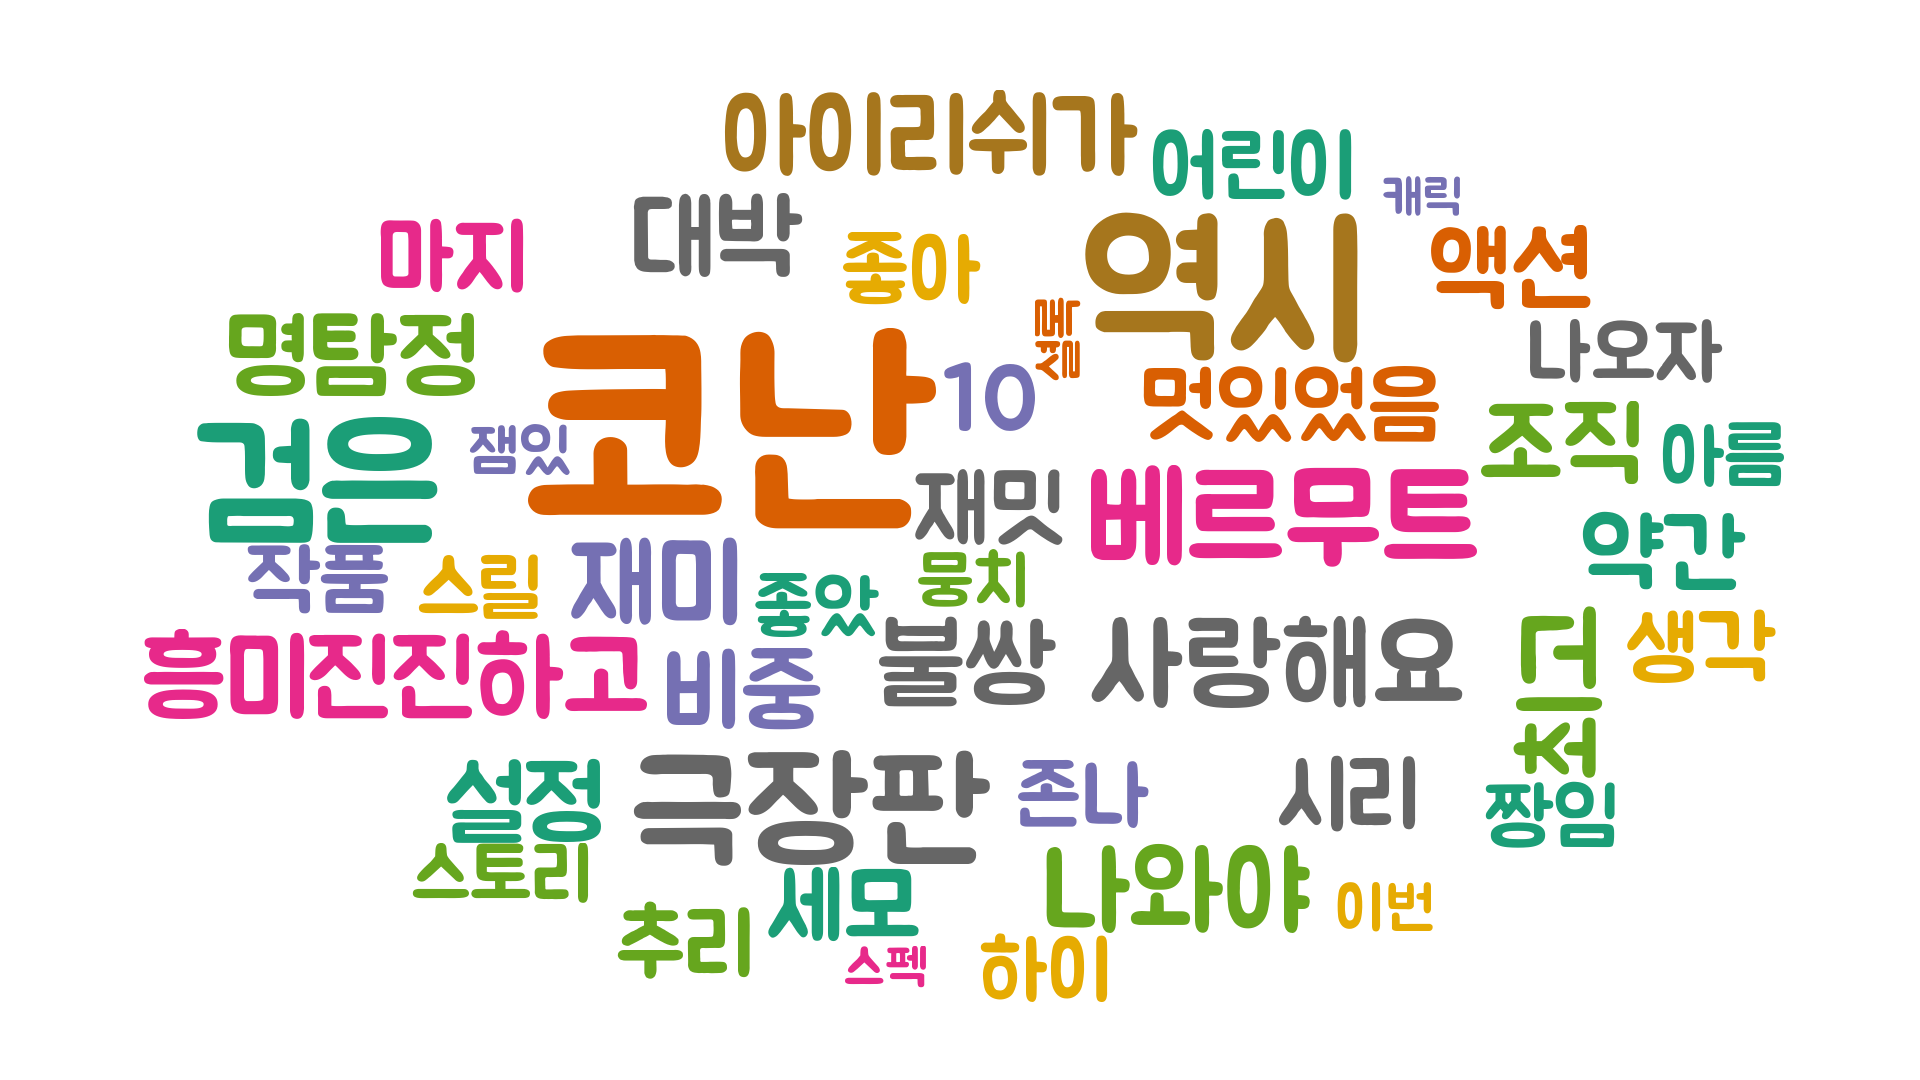 아이리쉬가
어린이
캐릭
대박
마지
좋아
역시
액션
셜록
명탐정
코난
10
나오자
멋있었음
검은
잼있
조직
아름
재밋
베르무트
약간
작품
스릴
재미
좋았
뭉치
흥미진진하고
비중
불쌍
사랑해요
처더
생각
설정
극장판
존나
시리
짱임
스토리
세모
나와야
이번
추리
스펙
하이